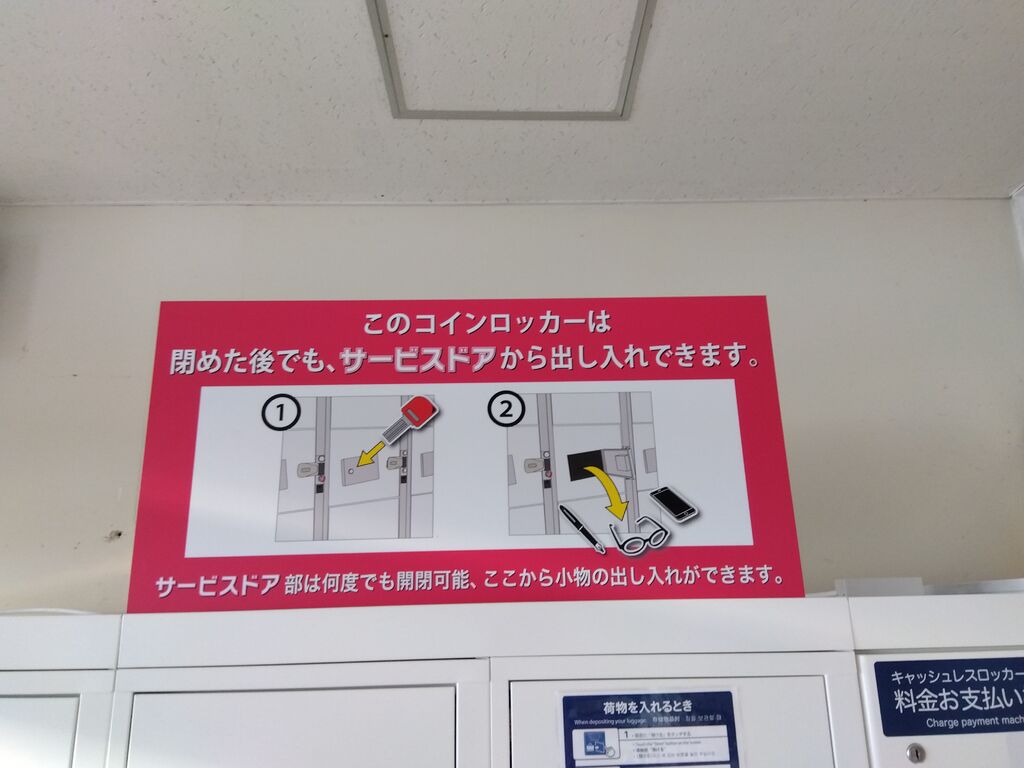 このコインロッカーは
閉めた後でも、サービスドアから出し入れできます。
1
2
サービスドア部は何度でも開閉可能、ここから小物の出し入れができます。
荷物を入れるとき
When depositing your luggage
1
キャッシュレスロッカー
料金お支払い
Charge payment mach